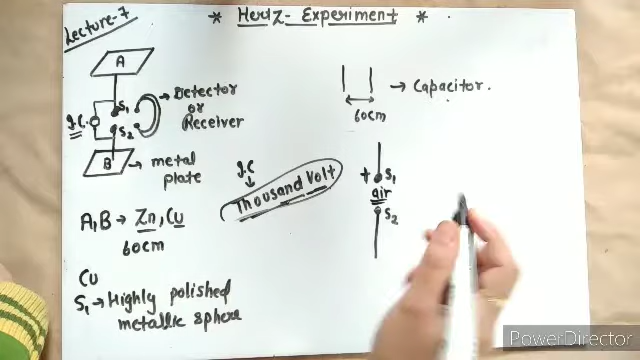 Lecture-7
* Hertz- Experiment *
A
S1
I.C.
S2
B
→ Detector
or
Receiver
→ metal
plate
A,B → Zn, Cu
60cm
Cu
S1 → Highly polished
metallic sphere
I.C
↓
Thousand Volt
→ Capacitor.
60cm
+ S1
air
S2
PowerDirector